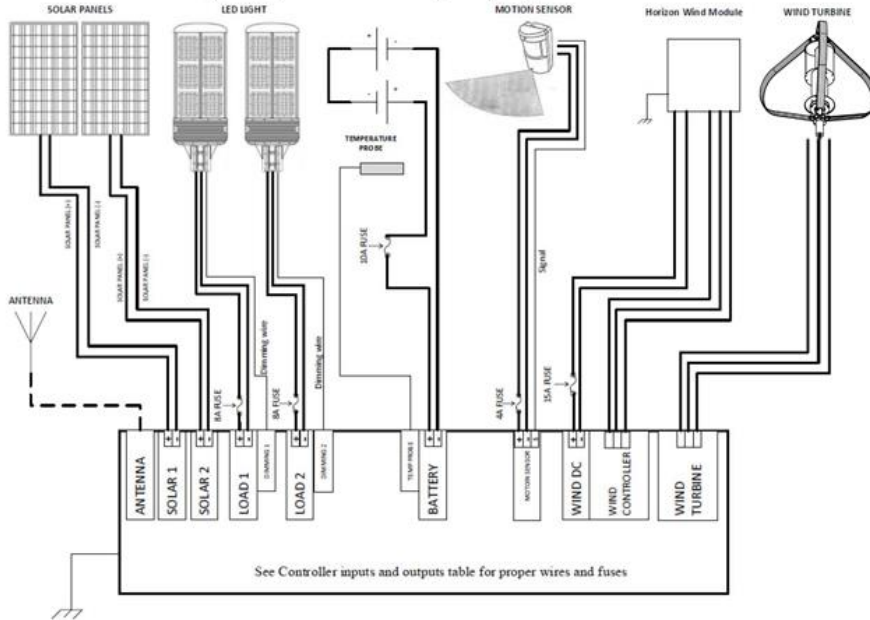 SOLAR PANELS
LED LIGHT
MOTION SENSOR
Horizon Wind Module
WIND TURBINE
+ -
- +
TEMPERATURE
PROBE
SOLAR PANEL (+)
SOLAR PANEL (-)
SOLAR PANEL (+)
SOLAR PANEL (-)
ANTENNA
8A FUSE
Dimming wire
8A FUSE
Dimming wire
10A FUSE
4A FUSE
Signal
15A FUSE
ANTENNA
SOLAR 1
SOLAR 2
LOAD 1
DIMMING 1
LOAD 2
DIMMING 2
TEMP PROBE
BATTERY
MOTION SENSOR
WIND DC
WIND
CONTROLLER
WIND
TURBINE
See Controller inputs and outputs table for proper wires and fuses